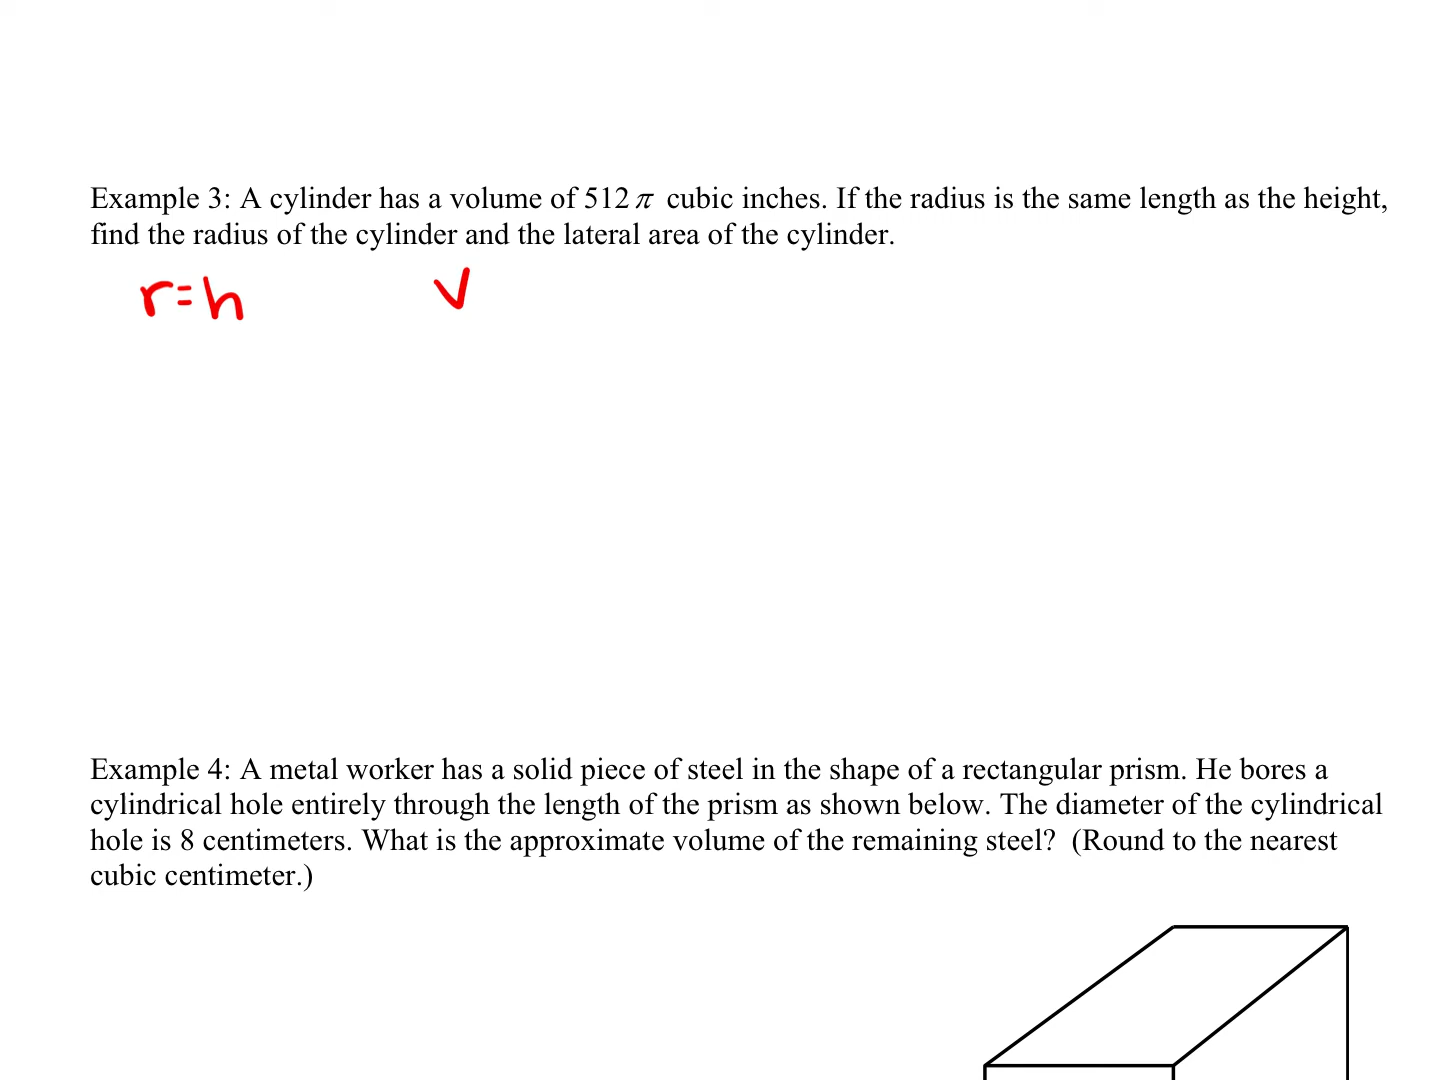 Example 3: A cylinder has a volume of 512π cubic inches. If the radius is the same length as the height,
find the radius of the cylinder and the lateral area of the cylinder.
r=h V
Example 4: A metal worker has a solid piece of steel in the shape of a rectangular prism. He bores a
cylindrical hole entirely through the length of the prism as shown below. The diameter of the cylindrical
hole is 8 centimeters. What is the approximate volume of the remaining steel? (Round to the nearest
cubic centimeter.)